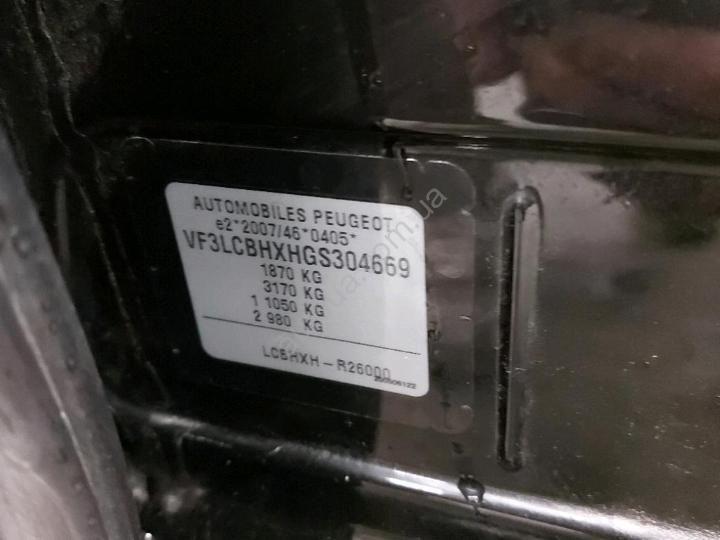 AUTOMOBILES PEUGEOT
e2*2007/46*0405*
VF3LCBHXHGS304669
1870 KG
3170 KG
1 1050 KG
2 980 KG
LCBHXH-R26000